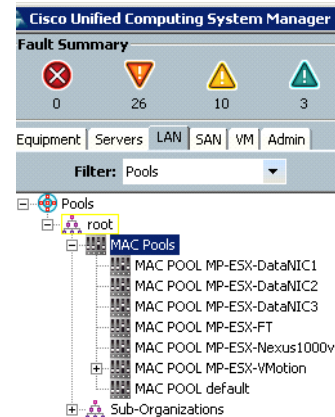 Cisco Unified Computing System Manager
Fault Summary
0 26 10 3
Equipment Servers LAN SAN VM Admin
Filter: Pools
Pools
root
MAC Pools
MAC POOL MP-ESX-DataNIC1
MAC POOL MP-ESX-DataNIC2
MAC POOL MP-ESX-DataNIC3
MAC POOL MP-ESX-FT
MAC POOL MP-ESX-Nexus1000v
MAC POOL MP-ESX-VMotion
MAC POOL default
Sub-Organizations